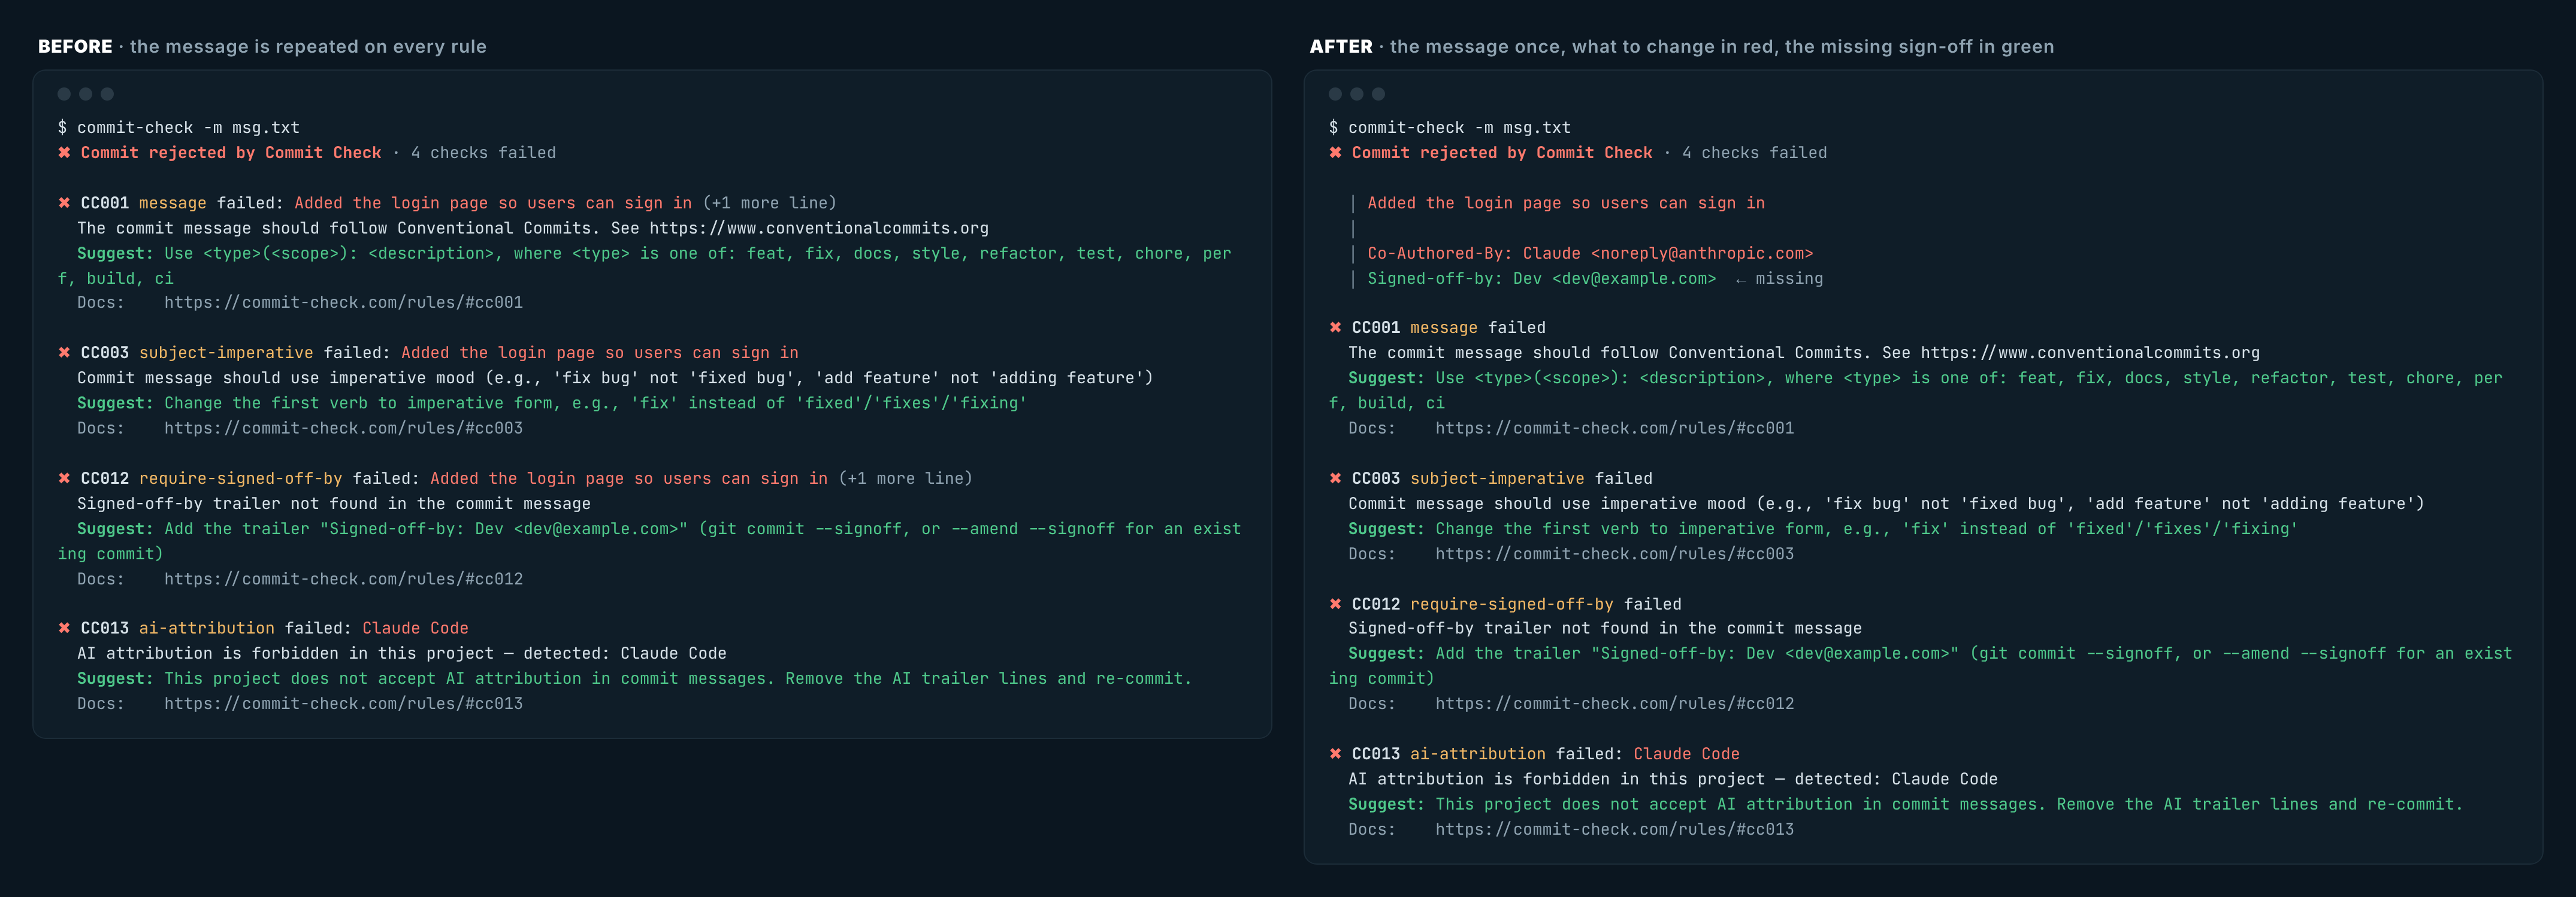 BEFORE · the message is repeated on every rule
$ commit-check -m msg.txt
✖ Commit rejected by Commit Check · 4 checks failed
✖ CC001 message failed: Added the login page so users can sign in (+1 more line)
The commit message should follow Conventional Commits. See https://www.conventionalcommits.org
Suggest: Use <type>(<scope>): <description>, where <type> is one of: feat, fix, docs, style, refactor, test, chore, per
f, build, ci
Docs: https://commit-check.com/rules/#cc001
✖ CC003 subject-imperative failed: Added the login page so users can sign in
Commit message should use imperative mood (e.g., 'fix bug' not 'fixed bug', 'add feature' not 'adding feature')
Suggest: Change the first verb to imperative form, e.g., 'fix' instead of 'fixed'/'fixes'/'fixing'
Docs: https://commit-check.com/rules/#cc003
✖ CC012 require-signed-off-by failed: Added the login page so users can sign in (+1 more line)
Signed-off-by trailer not found in the commit message
Suggest: Add the trailer "Signed-off-by: Dev <dev@example.com>" (git commit --signoff, or --amend --signoff for an exist
ing commit)
Docs: https://commit-check.com/rules/#cc012
✖ CC013 ai-attribution failed: Claude Code
AI attribution is forbidden in this project — detected: Claude Code
Suggest: This project does not accept AI attribution in commit messages. Remove the AI trailer lines and re-commit.
Docs: https://commit-check.com/rules/#cc013
AFTER · the message once, what to change in red, the missing sign-off in green
$ commit-check -m msg.txt
✖ Commit rejected by Commit Check · 4 checks failed
│ Added the login page so users can sign in
│
│ Co-Authored-By: Claude <noreply@anthropic.com>
│ Signed-off-by: Dev <dev@example.com> ← missing
✖ CC001 message failed
The commit message should follow Conventional Commits. See https://www.conventionalcommits.org
Suggest: Use <type>(<scope>): <description>, where <type> is one of: feat, fix, docs, style, refactor, test, chore, per
f, build, ci
Docs: https://commit-check.com/rules/#cc001
✖ CC003 subject-imperative failed
Commit message should use imperative mood (e.g., 'fix bug' not 'fixed bug', 'add feature' not 'adding feature')
Suggest: Change the first verb to imperative form, e.g., 'fix' instead of 'fixed'/'fixes'/'fixing'
Docs: https://commit-check.com/rules/#cc003
✖ CC012 require-signed-off-by failed
Signed-off-by trailer not found in the commit message
Suggest: Add the trailer "Signed-off-by: Dev <dev@example.com>" (git commit --signoff, or --amend --signoff for an exist
ing commit)
Docs: https://commit-check.com/rules/#cc012
✖ CC013 ai-attribution failed: Claude Code
AI attribution is forbidden in this project — detected: Claude Code
Suggest: This project does not accept AI attribution in commit messages. Remove the AI trailer lines and re-commit.
Docs: https://commit-check.com/rules/#cc013